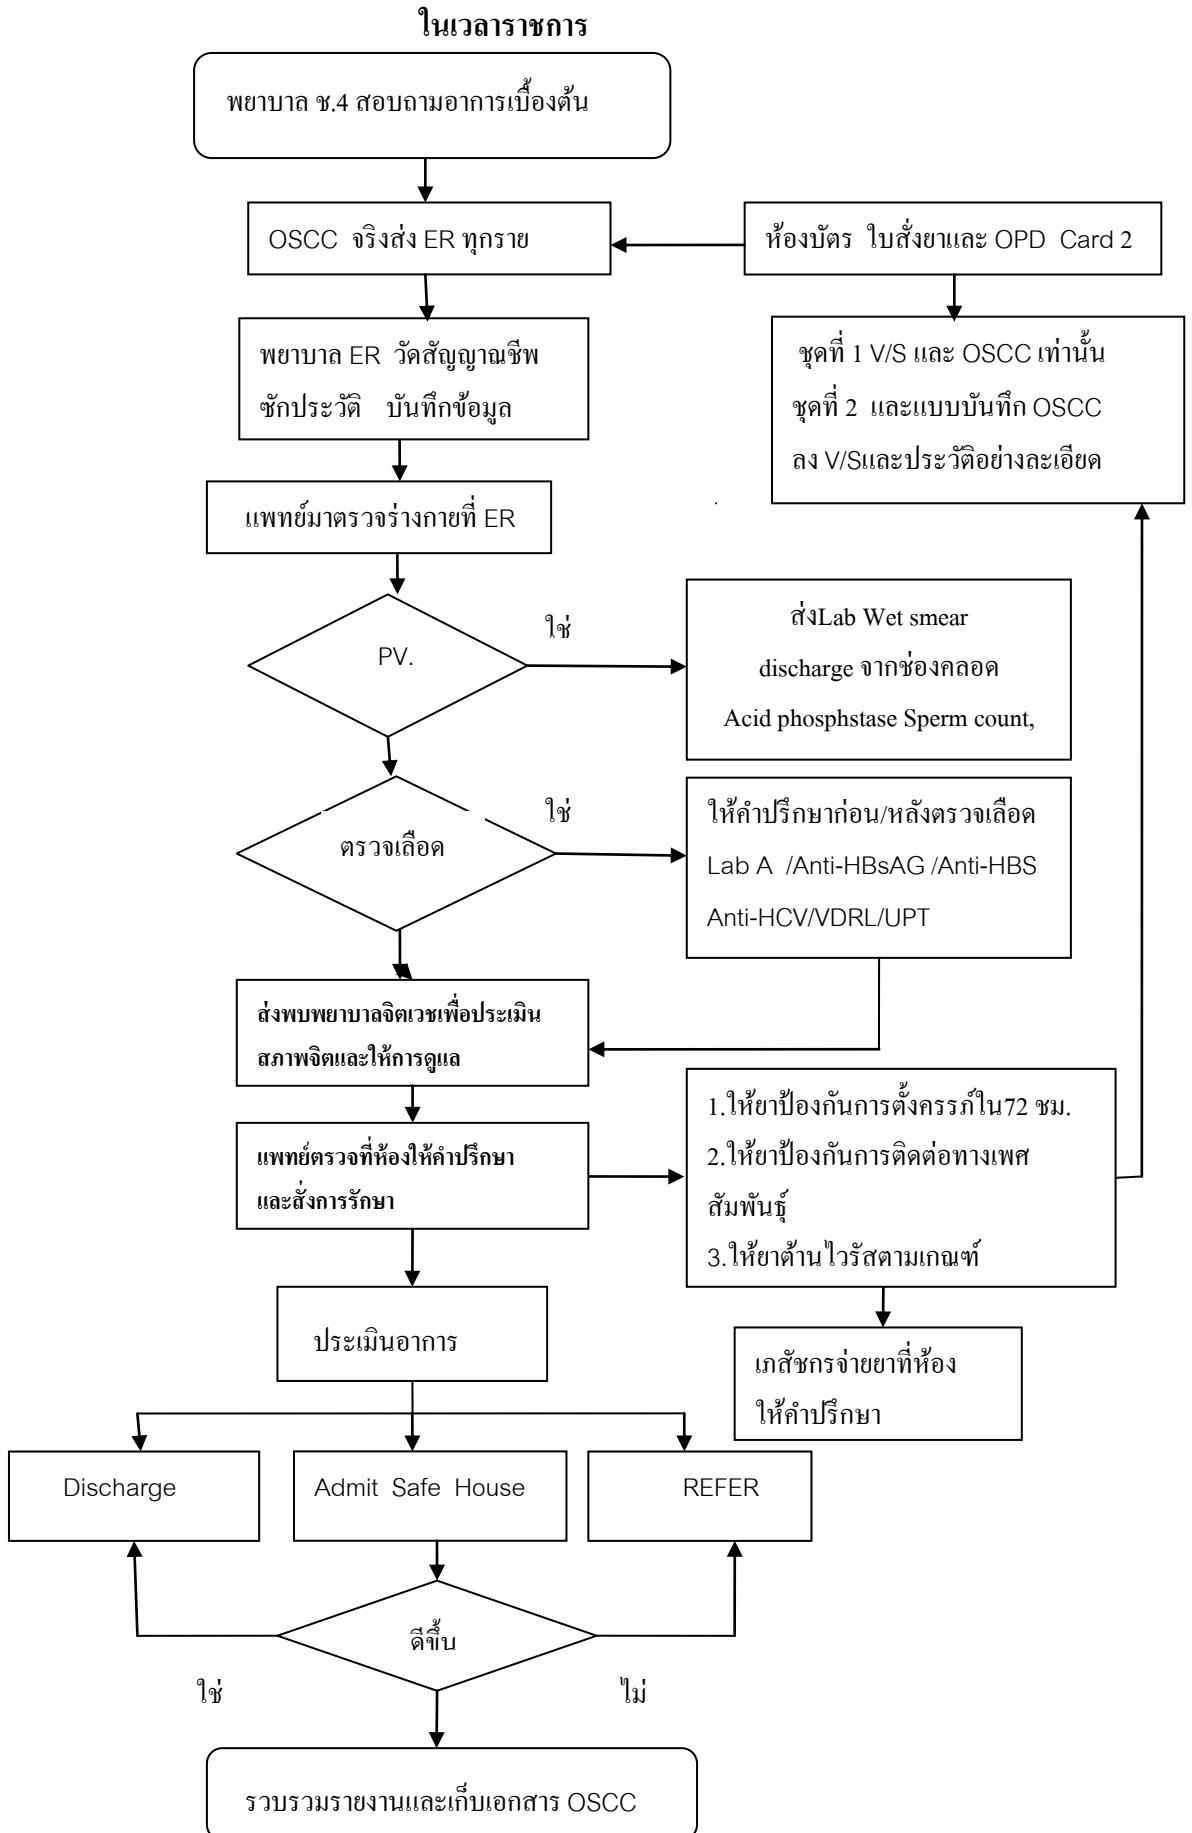 ในเวลาราชการ
พยาบาล ช.4 สอบถามอาการเบื้องต้น
OSCC จริงส่ง ER ทุกราย
ห้องบัตร ใบสั่งยาและ OPD Card 2
พยาบาล ER วัดสัญญาณชีพ
ซักประวัติ บันทึกข้อมูล
ชุดที่ 1 V/S และ OSCC เท่านั้น
ชุดที่ 2 และแบบบันทึก OSCC
ลง V/Sและประวัติอย่างละเอียด
แพทย์มาตรวจร่างกายที่ ER
PV.
ใช่
ส่งLab Wet smear
discharge จากช่องคลอด
Acid phosphstase Sperm count,
ตรวจเลือด
ใช่
ให้คำปรึกษาก่อน/หลังตรวจเลือด
Lab A /Anti-HBsAG /Anti-HBS
Anti-HCV/VDRL/UPT
ส่งพบพยาบาลจิตเวชเพื่อประเมิน
สภาพจิตและให้การดูแล
แพทย์ตรวจที่ห้องให้คำปรึกษา
และสั่งการรักษา
1.ให้ยาป้องกันการตั้งครรภ์ใน72 ชม.
2.ให้ยาป้องกันการติดต่อทางเพศ
สัมพันธุ์
3.ให้ยาต้านไวรัสตามเกณฑ์
ประเมินอาการ
เภสัชกรจ่ายยาที่ห้อง
ให้คำปรึกษา
Discharge
Admit Safe House
REFER
ดีขึ้น
ใช่
ไม่
รวบรวมรายงานและเก็บเอกสาร OSCC